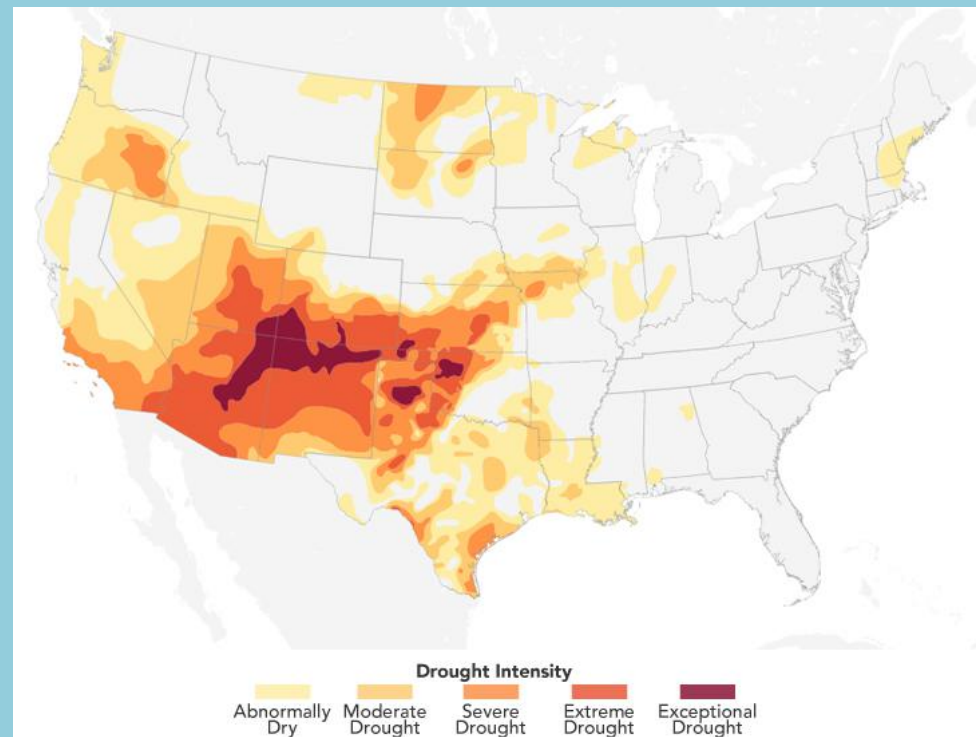 Drought Intensity
Abnormally Dry
Moderate Drought
Severe Drought
Extreme Drought
Exceptional Drought